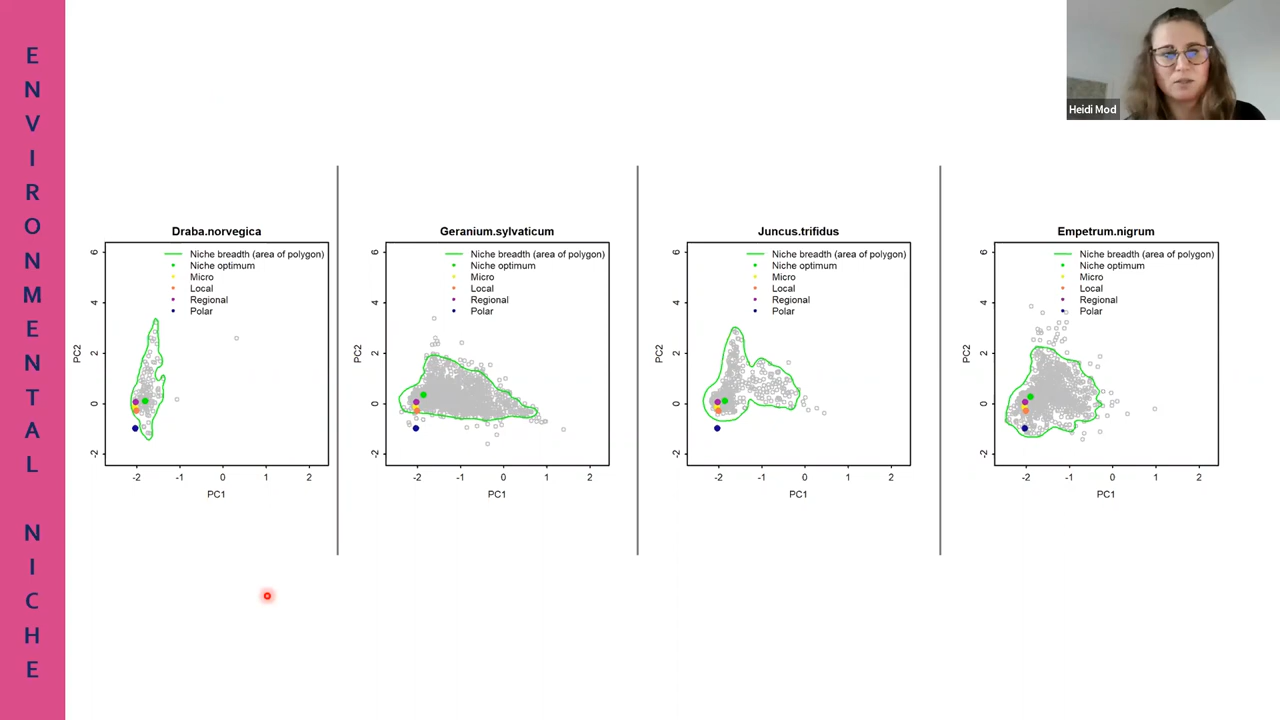 ENVIRONMENTAL NICHE
Heidi Mod
Draba.norvegica
Niche breadth (area of polygon)
Niche optimum
Micro
Local
Regional
Polar
6
4
2
0
-2
PC2
-2
-1
0
1
2
PC1
Geranium.sylvaticum
Niche breadth (area of polygon)
Niche optimum
Micro
Local
Regional
Polar
6
4
2
0
-2
PC2
-2
-1
0
1
2
PC1
Juncus.trifidus
Niche breadth (area of polygon)
Niche optimum
Micro
Local
Regional
Polar
6
4
2
0
-2
PC2
-2
-1
0
1
2
PC1
Empetrum.nigrum
Niche breadth (area of polygon)
Niche optimum
Micro
Local
Regional
Polar
6
4
2
0
-2
PC2
-2
-1
0
1
2
PC1